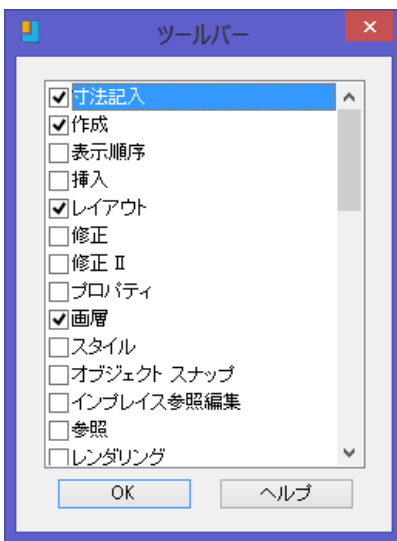 ツールバー
寸法記入
作成
表示順序
挿入
レイアウト
修正
修正 II
プロパティ
画層
スタイル
オブジェクト スナップ
インプレイス参照編集
参照
レンダリング
OK
ヘルプ